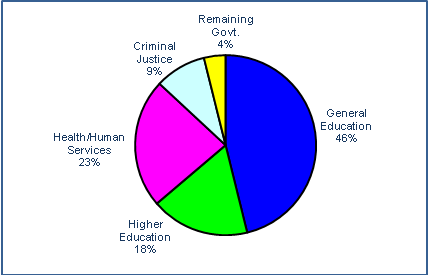 Remaining
Govt.
4%
Criminal
Justice
9%
General
Education
46%
Health/Human
Services
23%
Higher
Education
18%